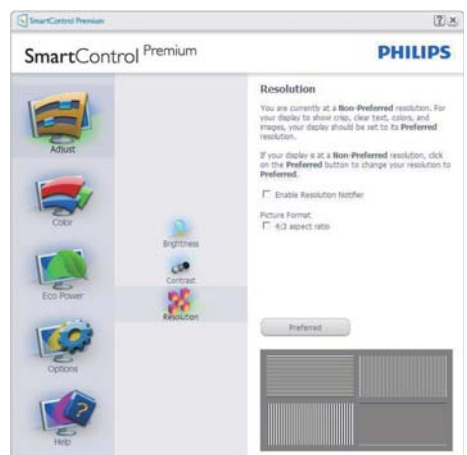 SmartControl Premium
SmartControl Premium
PHILIPS
Adjust
Color
Eco Power
Options
Help
Brightness
Contrast
Resolution
Resolution
You are currently at a Non-Preferred resolution. For
your display to show crisp, clear text, colors, and
images, your display should be set to its Preferred
resolution.
If your display is at a Non-Preferred resolution, click
on the Preferred button to change your resolution to
Preferred.
Enable Resolution Notifier
Picture Format
4:3 aspect ratio
Preferred